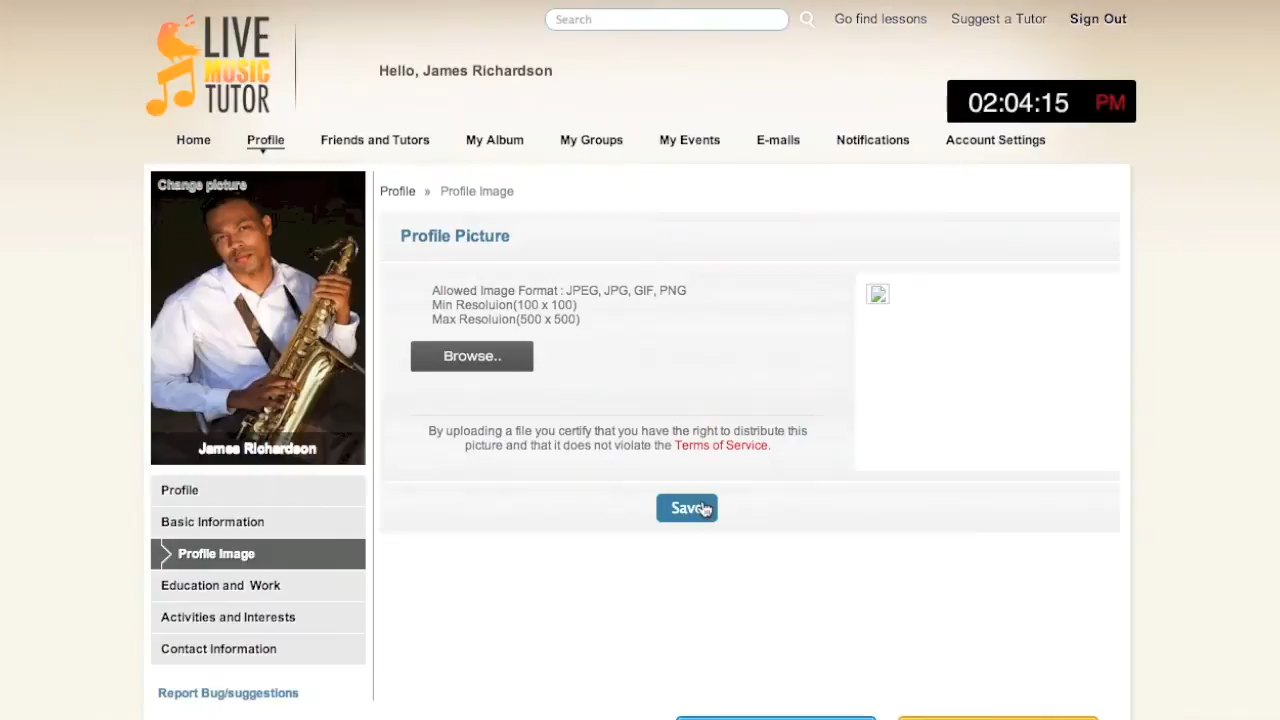 LIVE
MUSIC
TUTOR
Search
Go find lessons
Suggest a Tutor
Sign Out
Hello, James Richardson
02:04:15 PM
Home
Profile
Friends and Tutors
My Album
My Groups
My Events
E-mails
Notifications
Account Settings
Change picture
James Richardson
Profile » Profile Image
Profile Picture
Allowed Image Format : JPEG, JPG, GIF, PNG
Min Resoluion(100 x 100)
Max Resoluion(500 x 500)
Browse..
By uploading a file you certify that you have the right to distribute this
picture and that it does not violate the Terms of Service.
Save
Profile
Basic Information
Profile Image
Education and Work
Activities and Interests
Contact Information
Report Bug/suggestions